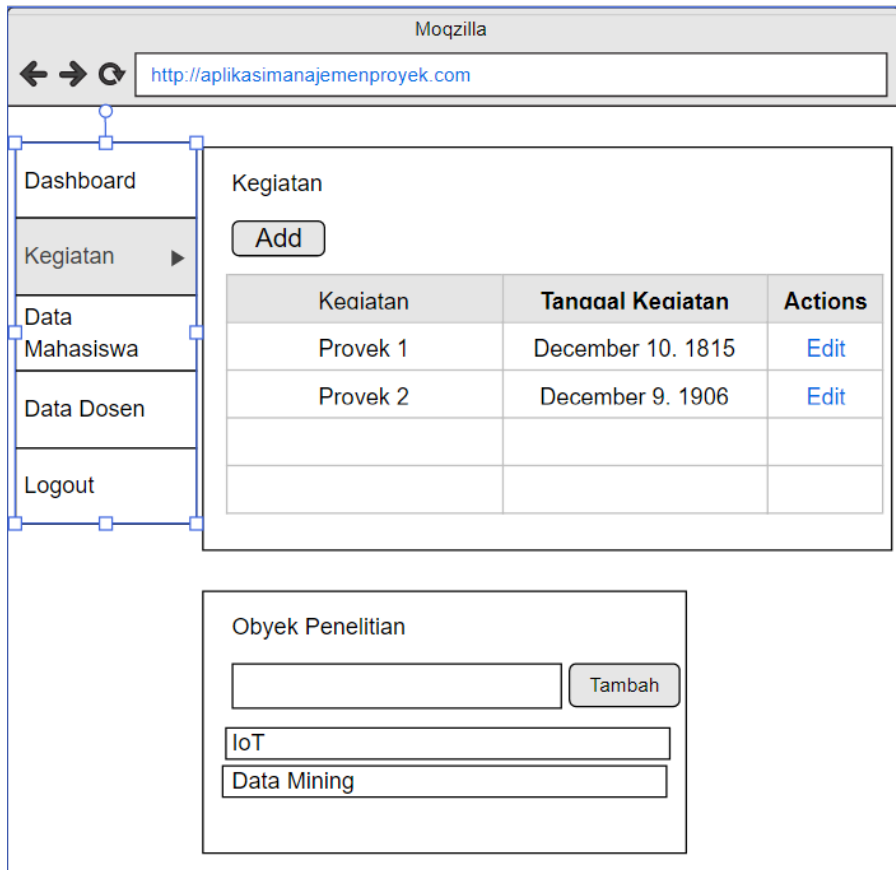 Moqzilla
http://aplikasimanajemenproyek.com
Dashboard
Kegiatan
Data
Mahasiswa
Data Dosen
Logout
Kegiatan
Add
Kegiatan Tanggal Kegiatan Actions
Proyek 1 December 10. 1815 Edit
Proyek 2 December 9. 1906 Edit
Obyek Penelitian
Tambah
IoT
Data Mining